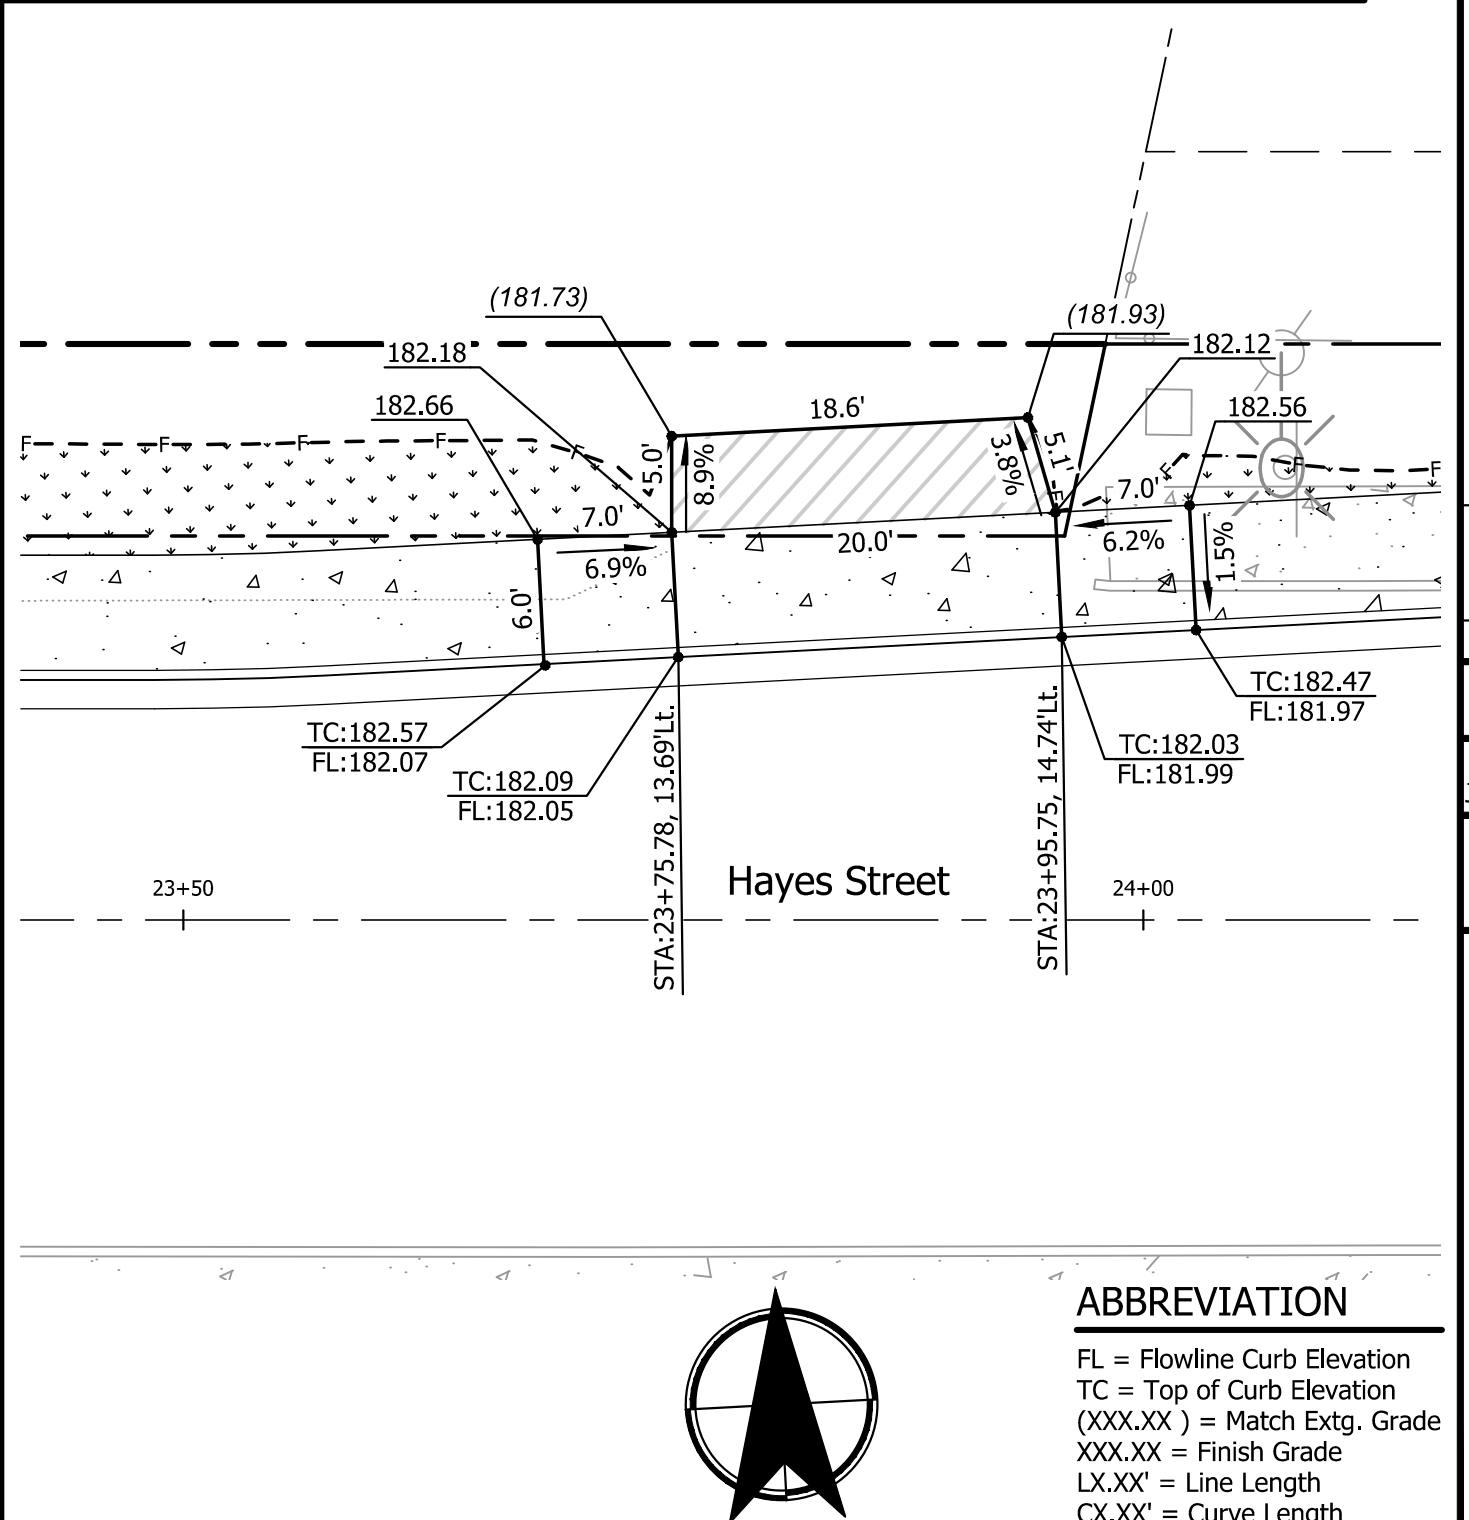 (181.73)
(181.93)
182.18
182.12
182.66
18.6'
182.56
F F F F F
5.0'
8.9%
3.8%
5.1'
F
F
F
F
7.0'
7.0'
20.0'
6.9%
6.2%
1.5%
6.0'
TC:182.57
FL:182.07
TC:182.09
FL:182.05
STA:23+75.78, 13.69'Lt.
STA:23+95.75, 14.74'Lt.
TC:182.03
FL:181.99
TC:182.47
FL:181.97
Hayes Street
23+50
24+00
ABBREVIATION
FL = Flowline Curb Elevation
TC = Top of Curb Elevation
(XXX.XX ) = Match Extg. Grade
XXX.XX = Finish Grade
LX.XX' = Line Length
CX.XX' = Curve Length